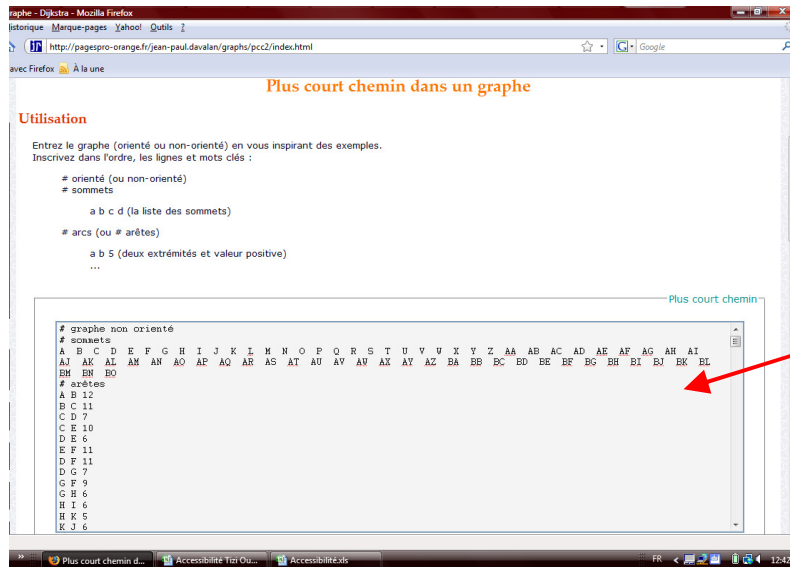 raphe - Dijkstra - Mozilla Firefox
istorique Marque-pages Yahoo! Outils ?
http://pagespro-orange.fr/jean-paul.davalan/graphs/pcc2/index.html
G Google
avec Firefox À la une
Plus court chemin dans un graphe
Utilisation
Entrez le graphe (orienté ou non-orienté) en vous inspirant des exemples.
Inscrivez dans l'ordre, les lignes et mots clés :
# orienté (ou non-orienté)
# sommets
a b c d (la liste des sommets)
# arcs (ou # arêtes)
a b 5 (deux extrémités et valeur positive)
...
Plus court chemin
# graphe non orienté
# sommets
A B C D E F G H I J K L M N O P Q R S T U V W X Y Z AA AB AC AD AE AF AG AH AI
AJ AK AL AM AN AO AP AQ AR AS AT AU AV AW AX AY AZ BA BB BC BD BE BF BG BH BI BJ BK BL
BM BN BO
# arêtes
A B 12
B C 11
C D 7
C E 10
D E 6
E F 11
D F 11
D G 7
G F 9
G H 6
H I 6
H K 5
K J 6
» Plus court chemin d... Accessibilité Tizi Ou... Accessibilité.xls FR < 12:42